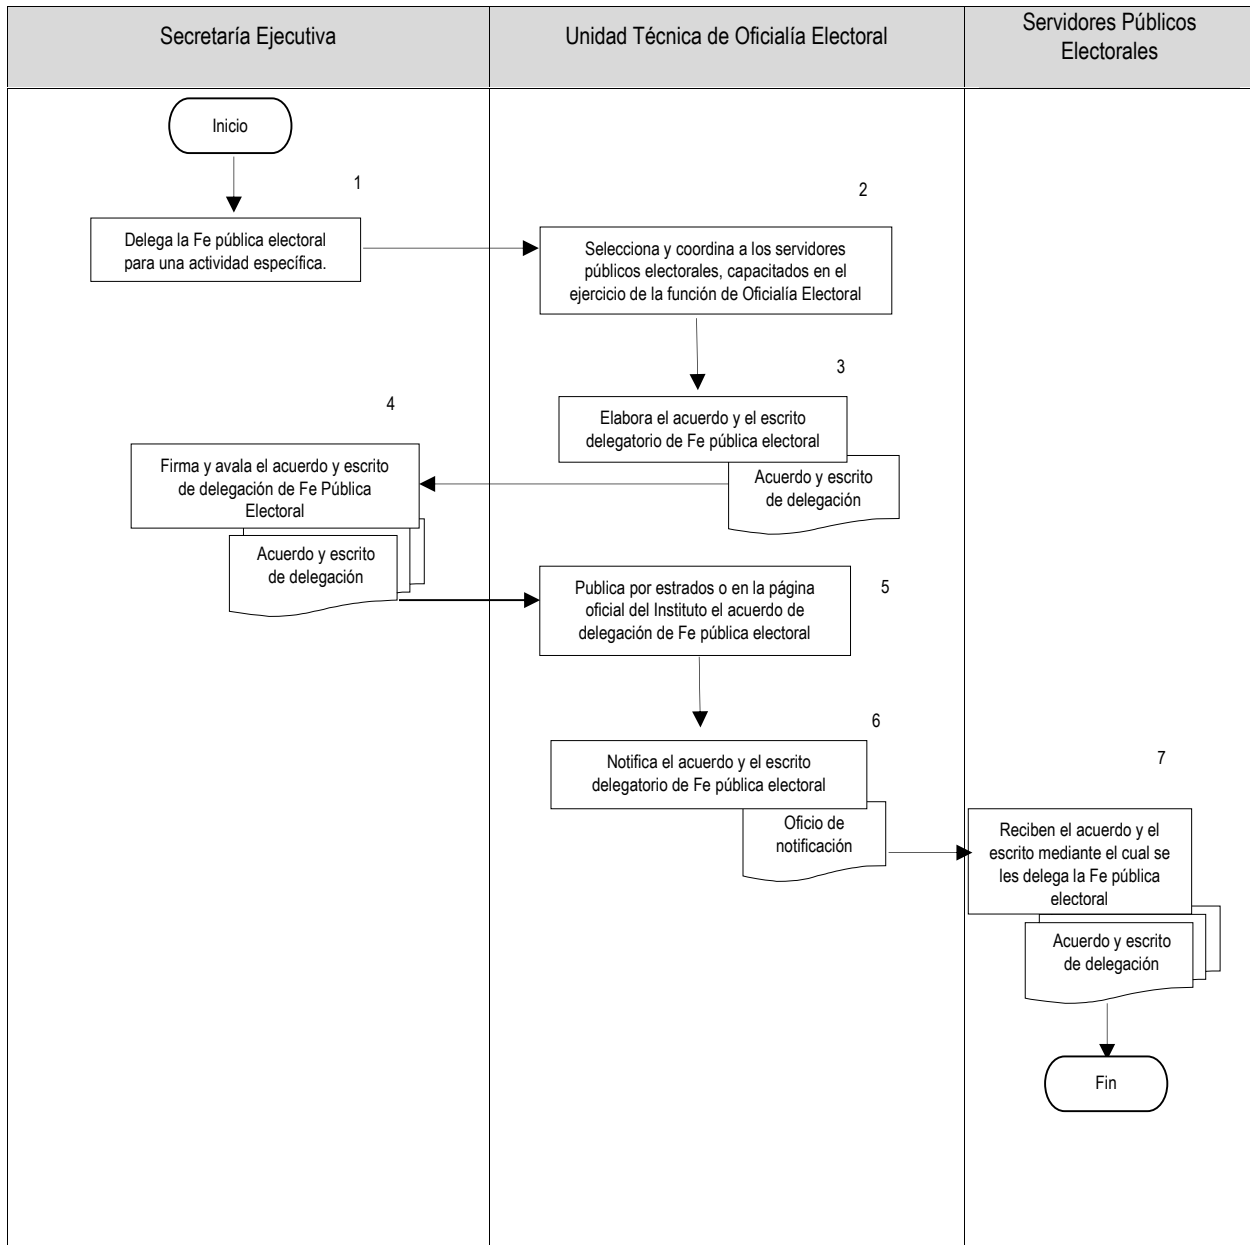 Secretaría Ejecutiva
Unidad Técnica de Oficialía Electoral
Servidores Públicos
Electorales
Inicio
1
Delega la Fe pública electoral
para una actividad específica.
2
Selecciona y coordina a los servidores
públicos electorales, capacitados en el
ejercicio de la función de Oficialía Electoral
3
Elabora el acuerdo y el escrito
delegatorio de Fe pública electoral
Acuerdo y escrito
de delegación
4
Firma y avala el acuerdo y escrito
de delegación de Fe Pública
Electoral
Acuerdo y escrito
de delegación
5
Publica por estrados o en la página
oficial del Instituto el acuerdo de
delegación de Fe pública electoral
6
Notifica el acuerdo y el escrito
delegatorio de Fe pública electoral
Oficio de
notificación
7
Reciben el acuerdo y el
escrito mediante el cual se
les delega la Fe pública
electoral
Acuerdo y escrito
de delegación
Fin